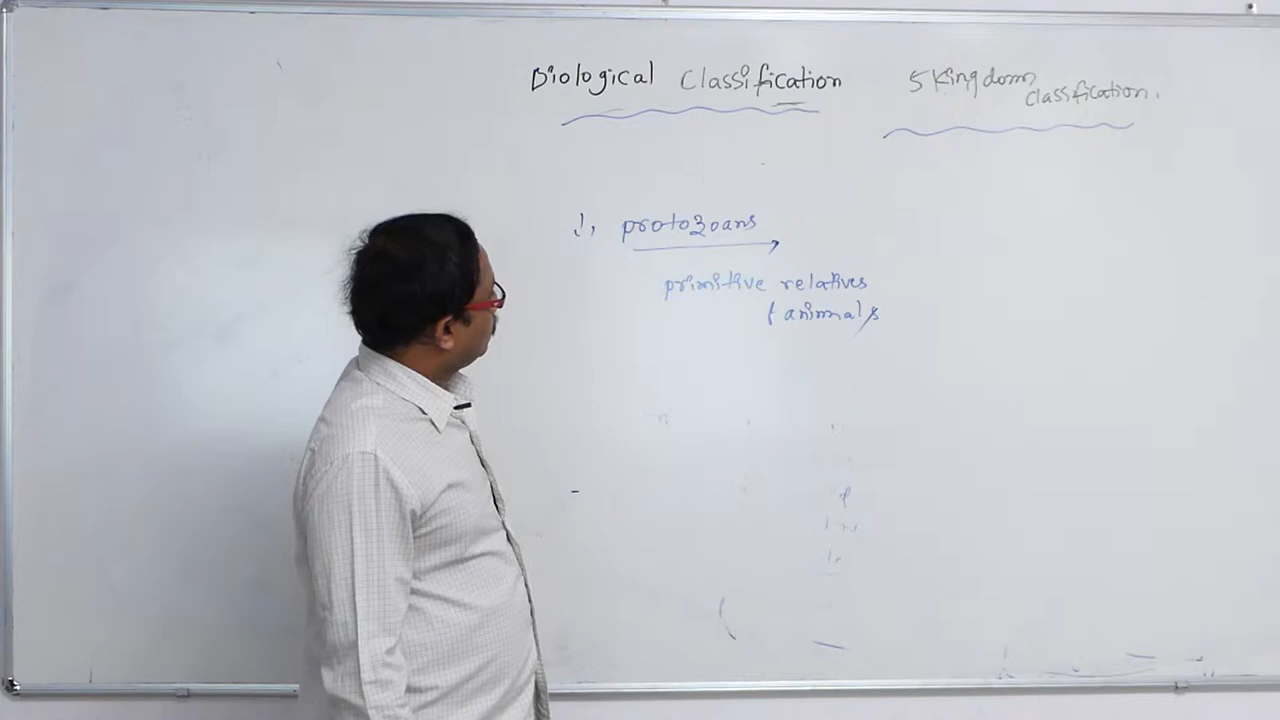 Biological Classification
5 Kingdom
classification.
1, protozoans
primitive relatives
f animals